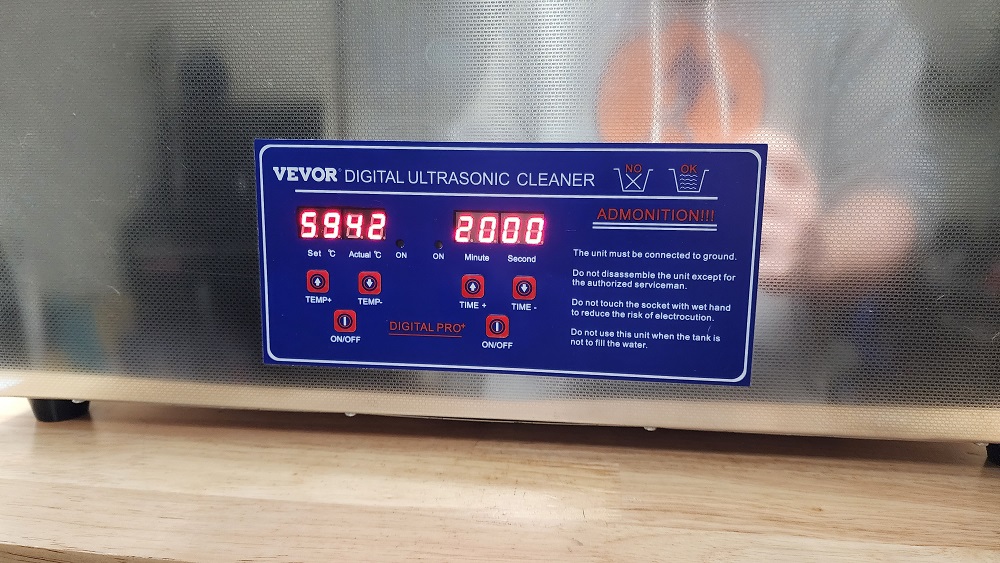 VEVOR DIGITAL ULTRASONIC CLEANER
NO
OK
ADMONITION!!!
5942
2000
Set °C
Actual °C
ON
ON
Minute
Second
The unit must be connected to ground.
Do not disassemble the unit except for
the authorized serviceman.
Do not touch the socket with wet hand
to reduce the risk of electrocution.
Do not use this unit when the tank is
not to fill the water.
TEMP+
TEMP-
TIME +
TIME -
DIGITAL PRO+
ON/OFF
ON/OFF